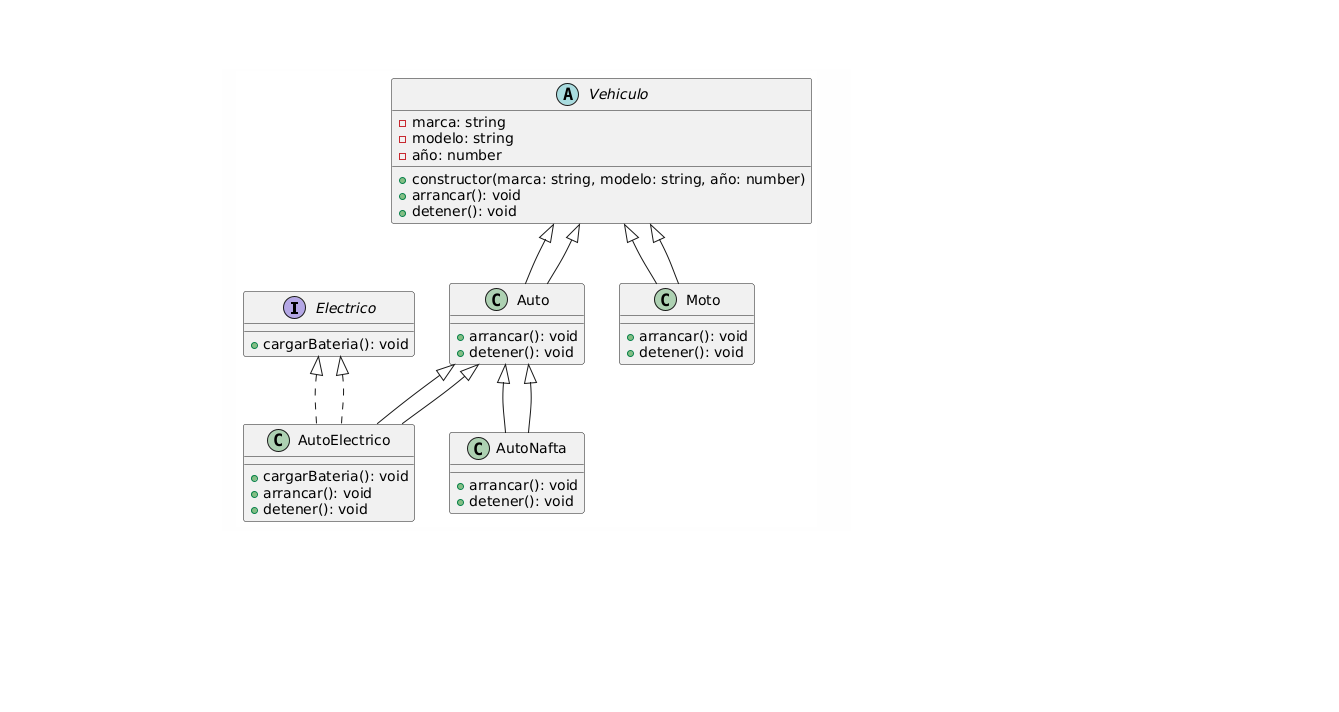 A Vehiculo
marca: string
modelo: string
año: number
constructor(marca: string, modelo: string, año: number)
arrancar(): void
detener(): void
I Electrico
cargarBateria(): void
C Auto
arrancar(): void
detener(): void
C Moto
arrancar(): void
detener(): void
C AutoElectrico
cargarBateria(): void
arrancar(): void
detener(): void
C AutoNafta
arrancar(): void
detener(): void